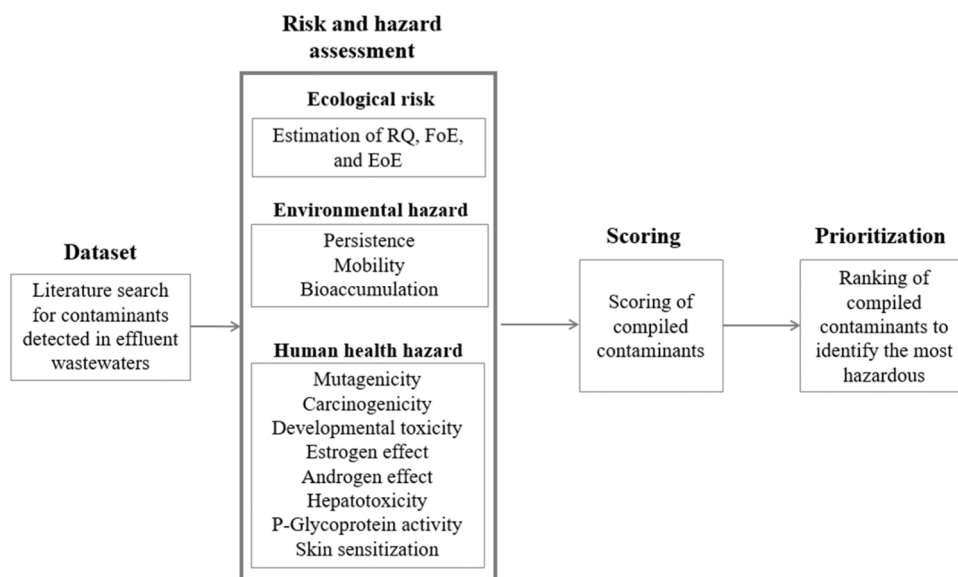 Dataset
Literature search
for contaminants
detected in effluent
wastewaters
Risk and hazard
assessment
Ecological risk
Estimation of RQ, FoE,
and EoE
Environmental hazard
Persistence
Mobility
Bioaccumulation
Human health hazard
Mutagenicity
Carcinogenicity
Developmental toxicity
Estrogen effect
Androgen effect
Hepatotoxicity
P-Glycoprotein activity
Skin sensitization
Scoring
Scoring of
compiled
contaminants
Prioritization
Ranking of
compiled
contaminants to
identify the most
hazardous